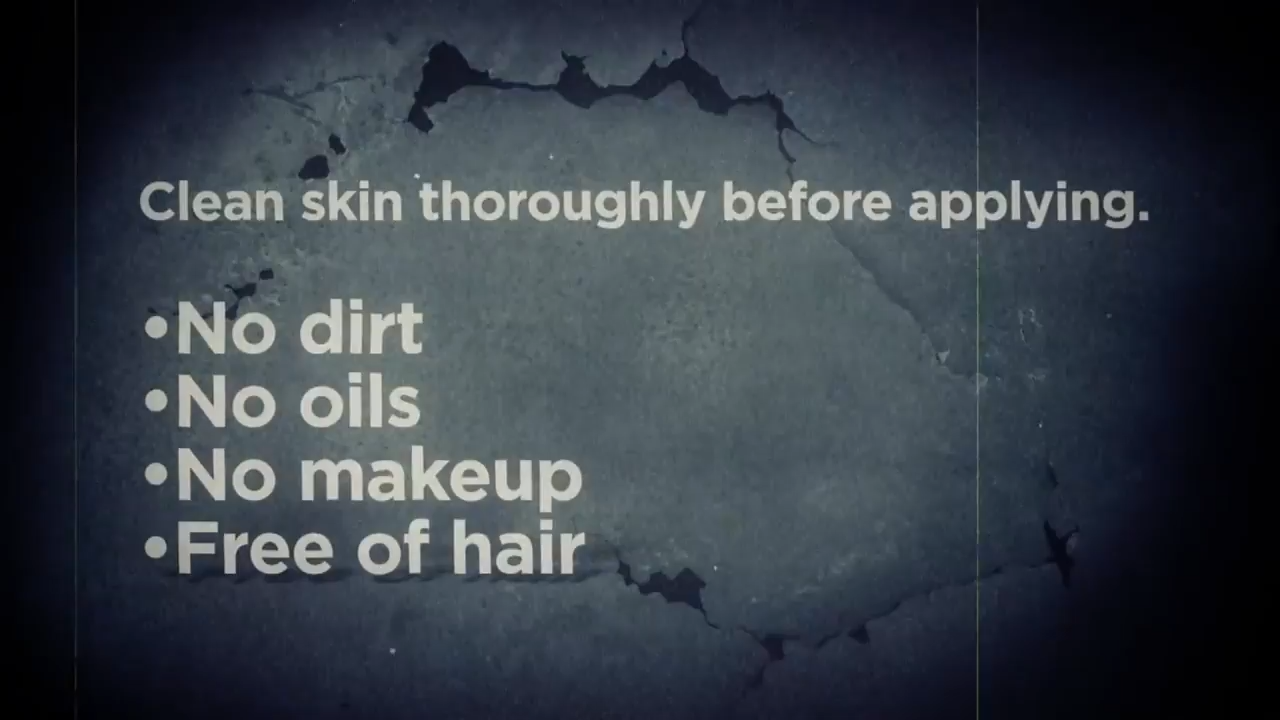 Clean skin thoroughly before applying.
•No dirt
•No oils
•No makeup
•Free of hair